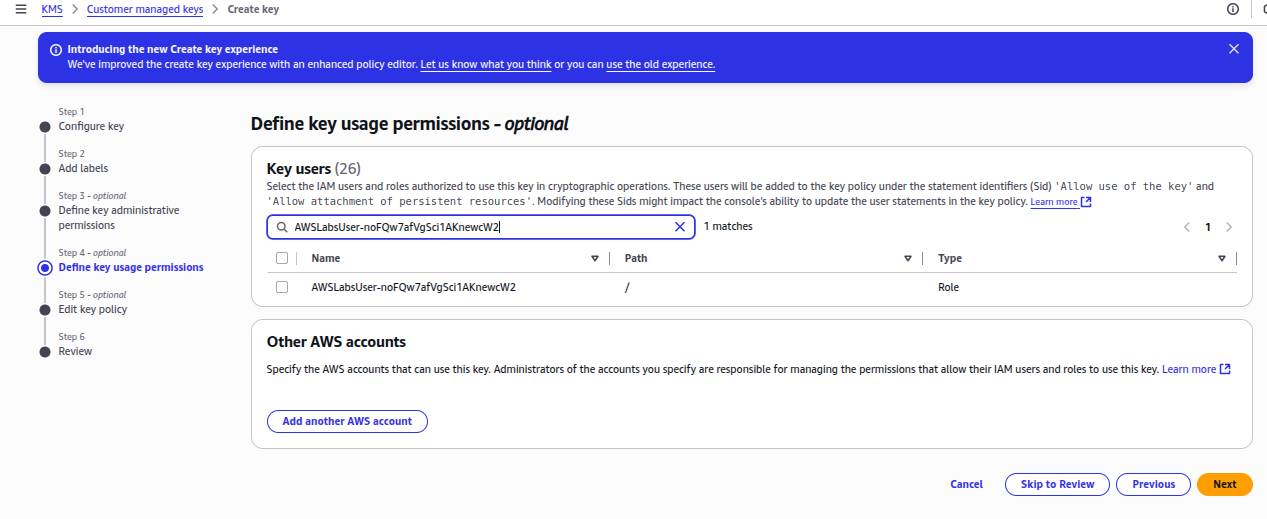 KMS > Customer managed keys > Create key
Introducing the new Create key experience
We've improved the create key experience with an enhanced policy editor. Let us know what you think or you can use the old experience.
Step 1
Configure key
Step 2
Add labels
Step 3 - optional
Define key administrative
permissions
Step 4 - optional
Define key usage permissions
Step 5 - optional
Edit key policy
Step 6
Review
Define key usage permissions - optional
Key users (26)
Select the IAM users and roles authorized to use this key in cryptographic operations. These users will be added to the key policy under the statement identifiers (Sid) 'Allow use of the key' and
'Allow attachment of persistent resources'. Modifying these Sids might impact the console's ability to update the user statements in the key policy. Learn more
AWSLabsUser-noFQw7afVgSci1AKnewcW2 1 matches 1
Name Path Type
AWSLabsUser-noFQw7afVgSci1AKnewcW2 / Role
Other AWS accounts
Specify the AWS accounts that can use this key. Administrators of the accounts you specify are responsible for managing the permissions that allow their IAM users and roles to use this key. Learn more
Add another AWS account
Cancel Skip to Review Previous Next